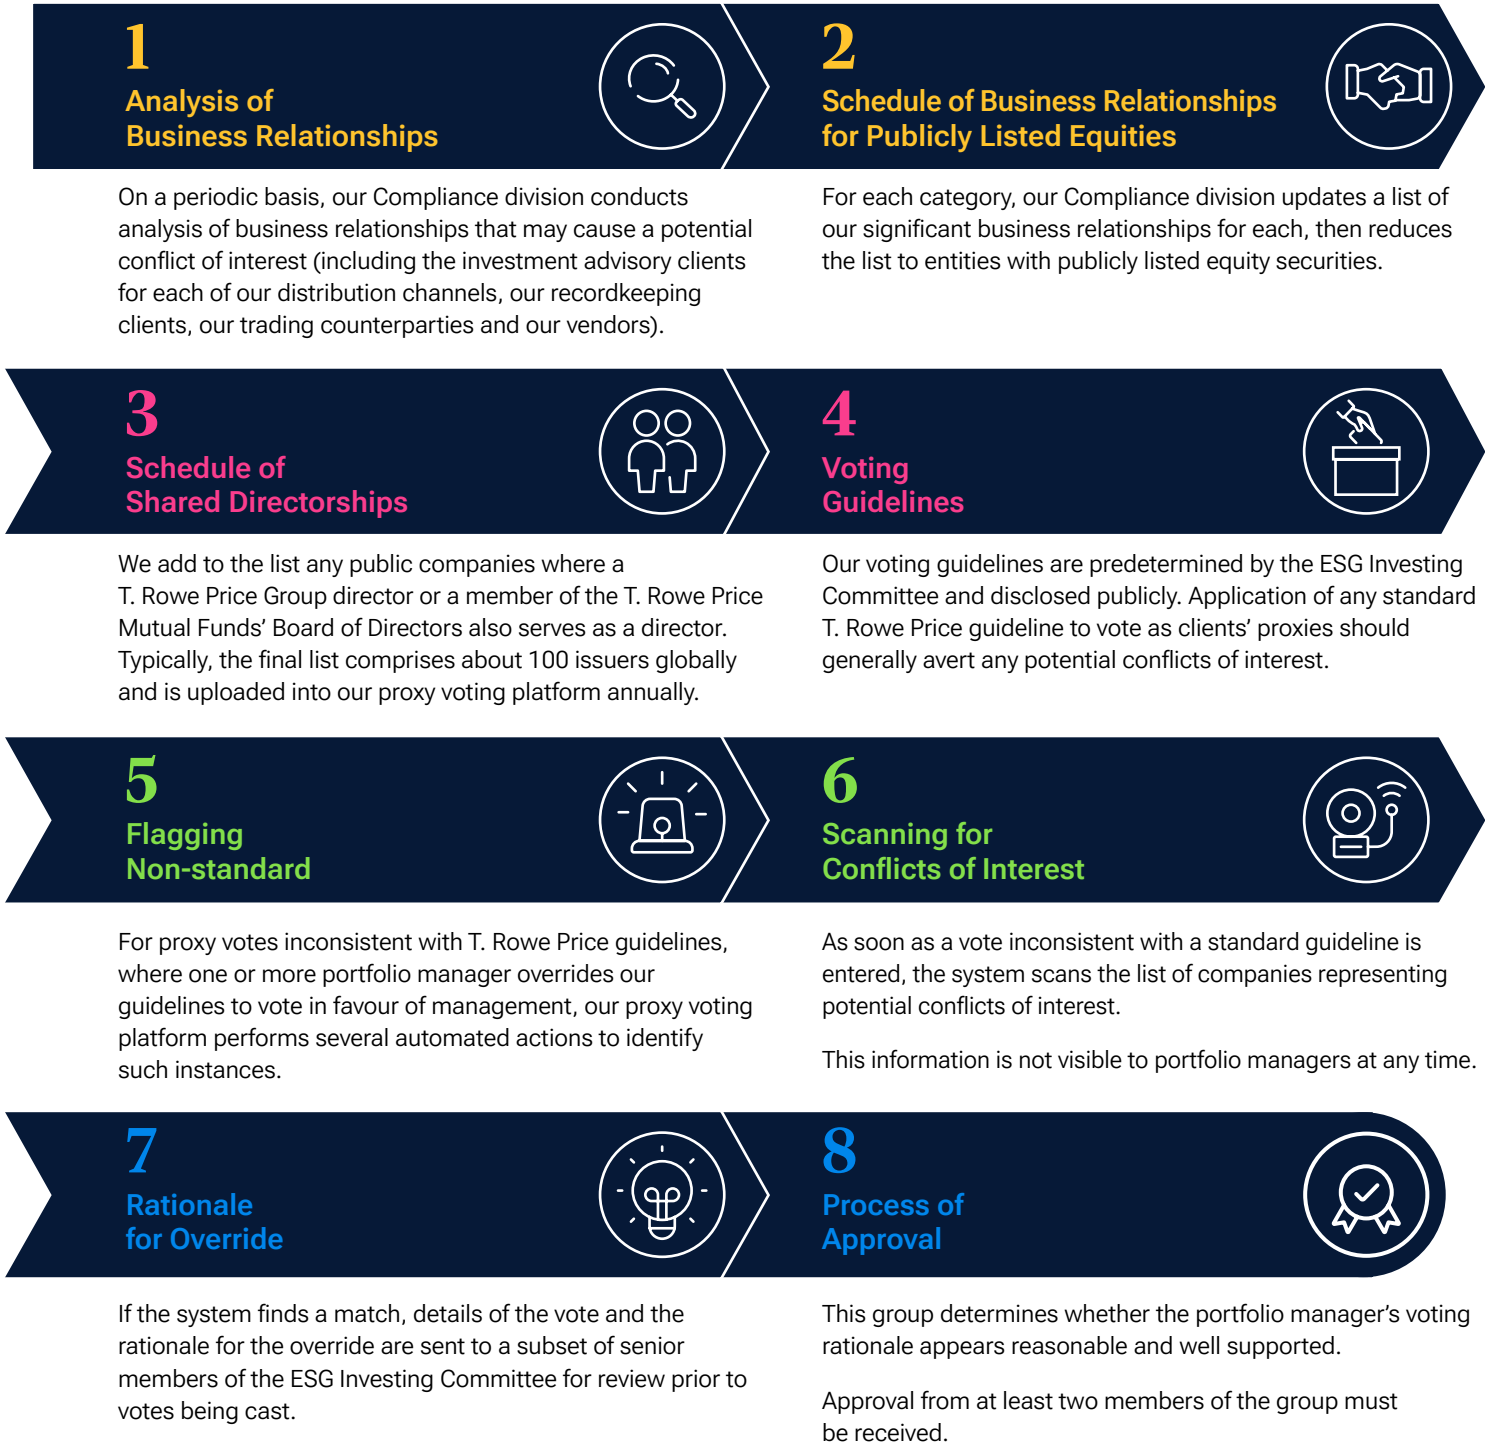 1
Analysis of
Business Relationships
On a periodic basis, our Compliance division conducts
analysis of business relationships that may cause a potential
conflict of interest (including the investment advisory clients
for each of our distribution channels, our recordkeeping
clients, our trading counterparties and our vendors).
2
Schedule of Business Relationships
for Publicly Listed Equities
For each category, our Compliance division updates a list of
our significant business relationships for each, then reduces
the list to entities with publicly listed equity securities.
3
Schedule of
Shared Directorships
We add to the list any public companies where a
T. Rowe Price Group director or a member of the T. Rowe Price
Mutual Funds’ Board of Directors also serves as a director.
Typically, the final list comprises about 100 issuers globally
and is uploaded into our proxy voting platform annually.
4
Voting
Guidelines
Our voting guidelines are predetermined by the ESG Investing
Committee and disclosed publicly. Application of any standard
T. Rowe Price guideline to vote as clients’ proxies should
generally avert any potential conflicts of interest.
5
Flagging
Non-standard
For proxy votes inconsistent with T. Rowe Price guidelines,
where one or more portfolio manager overrides our
guidelines to vote in favour of management, our proxy voting
platform performs several automated actions to identify
such instances.
6
Scanning for
Conflicts of Interest
As soon as a vote inconsistent with a standard guideline is
entered, the system scans the list of companies representing
potential conflicts of interest.
This information is not visible to portfolio managers at any time.
7
Rationale
for Override
If the system finds a match, details of the vote and the
rationale for the override are sent to a subset of senior
members of the ESG Investing Committee for review prior to
votes being cast.
8
Process of
Approval
This group determines whether the portfolio manager’s voting
rationale appears reasonable and well supported.
Approval from at least two members of the group must
be received.